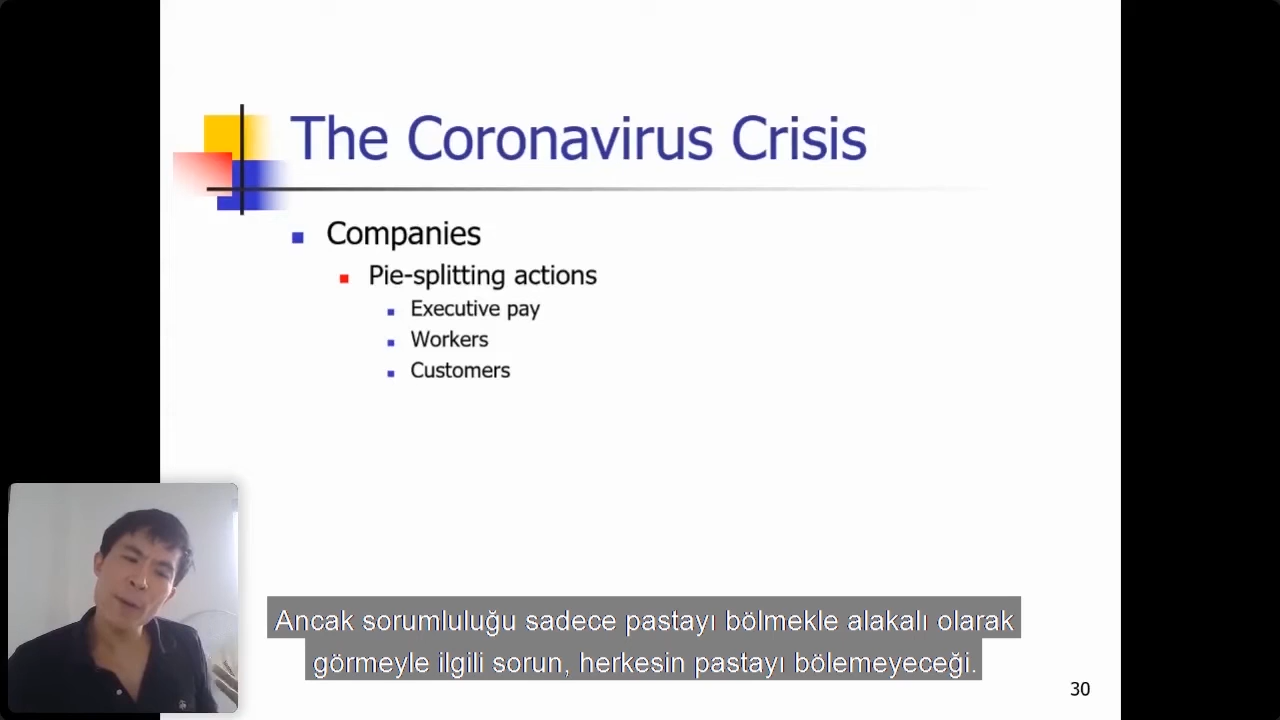 The Coronavirus Crisis
Companies
Pie-splitting actions
Executive pay
Workers
Customers
Ancak sorumluluğu sadece pastayı bölmekle alakalı olarak
görmeyle ilgili sorun, herkesin pastayı bölemeyeceği.
30